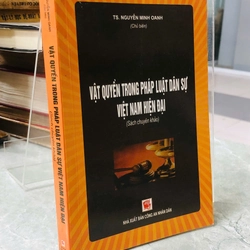 TS. NGUYỄN MINH OANH
(Chủ biên)
VẬT QUYỀN TRONG PHÁP LUẬT DÂN SỰ
VIỆT NAM HIỆN ĐẠI
(Sách chuyên khảo)
NHÀ XUẤT BẢN CÔNG AN NHÂN DÂN
VẬT QUYỀN TRONG PHÁP LUẬT DÂN SỰ VIỆT NAM HIỆN ĐẠI